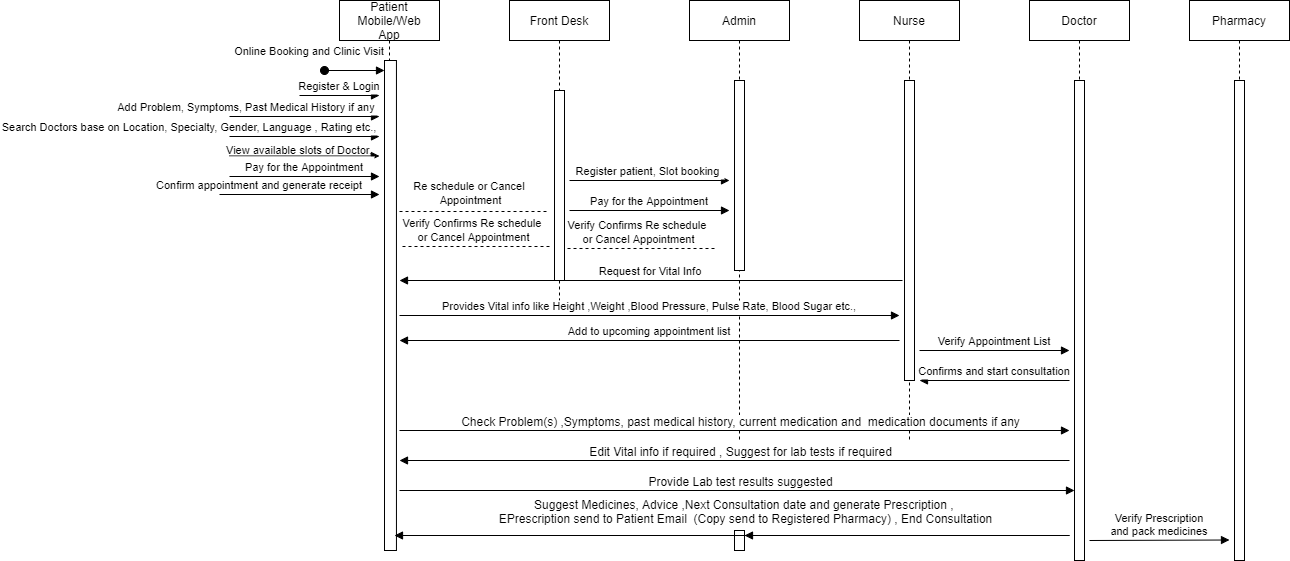 Patient
Mobile/Web
App
Front Desk
Admin
Nurse
Doctor
Pharmacy
Online Booking and Clinic Visit
Register & Login
Add Problem, Symptoms, Past Medical History if any
Search Doctors base on Location, Specialty, Gender, Language , Rating etc.,
View available slots of Doctor
Pay for the Appointment
Confirm appointment and generate receipt
Register patient, Slot booking
Re schedule or Cancel
Appointment
Pay for the Appointment
Verify Confirms Re schedule
or Cancel Appointment
Verify Confirms Re schedule
or Cancel Appointment
Request for Vital Info
Provides Vital info like Height ,Weight ,Blood Pressure, Pulse Rate, Blood Sugar etc.,
Add to upcoming appointment list
Verify Appointment List
Confirms and start consultation
Check Problem(s) ,Symptoms, past medical history, current medication and  medication documents if any
Edit Vital info if required , Suggest for lab tests if required
Provide Lab test results suggested
Suggest Medicines, Advice ,Next Consultation date and generate Prescription ,
EPrescription send to Patient Email  (Copy send to Registered Pharmacy) , End Consultation
Verify Prescription
and pack medicines